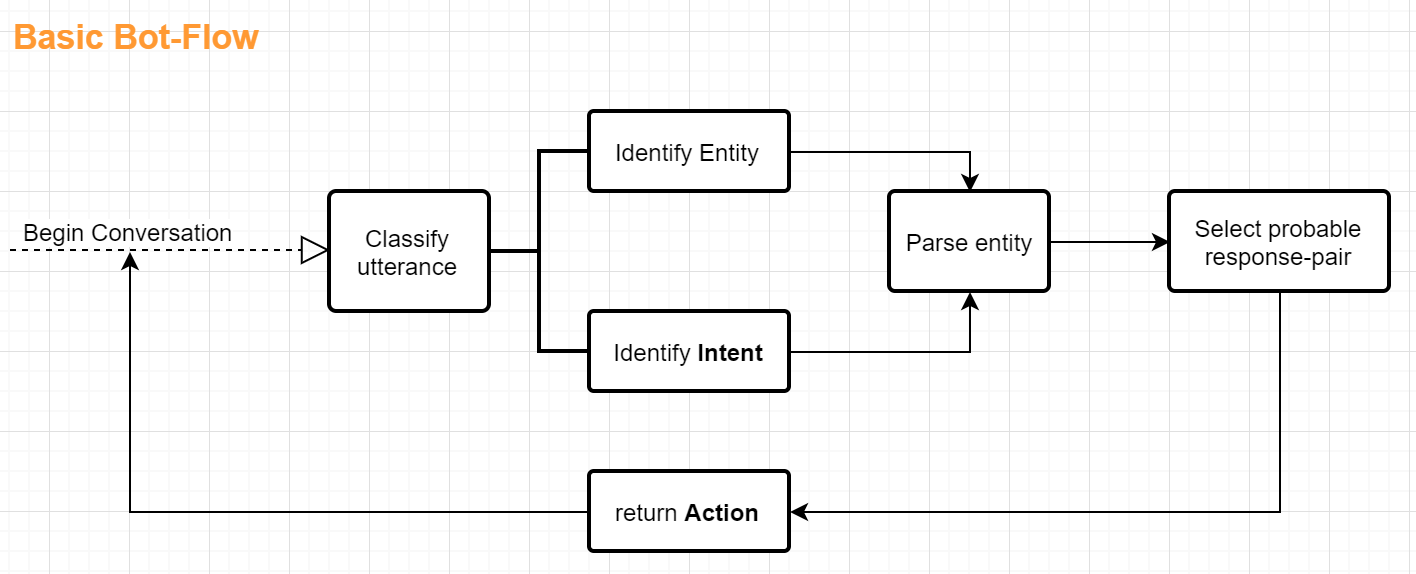 Basic Bot-Flow
Begin Conversation
Classify
utterance
Identify Entity
Identify Intent
Parse entity
Select probable
response-pair
return Action